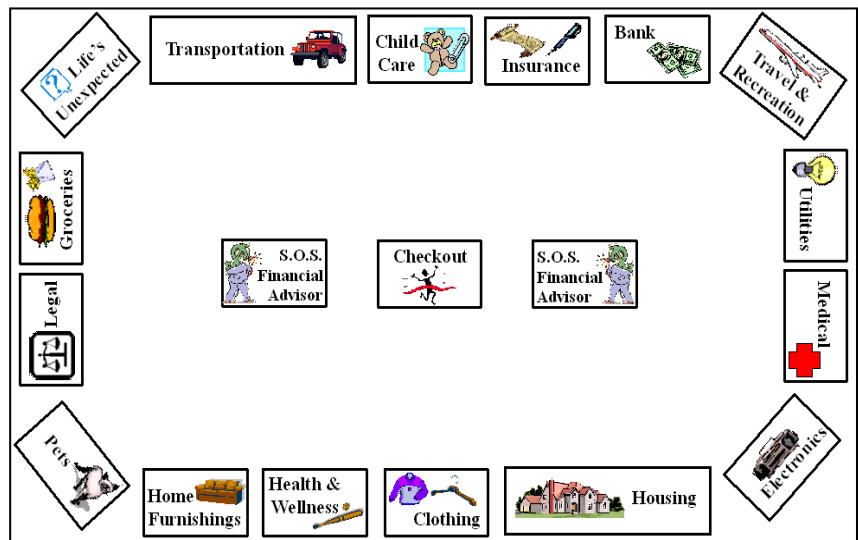 Life's
Unexpected
Transportation
Child
Care
Insurance
Bank
Travel &
Recreation
Groceries
Utilities
S.O.S.
Financial
Advisor
Checkout
S.O.S.
Financial
Advisor
Legal
Medical
Pets
Home
Furnishings
Health &
Wellness
Clothing
Housing
Electronics